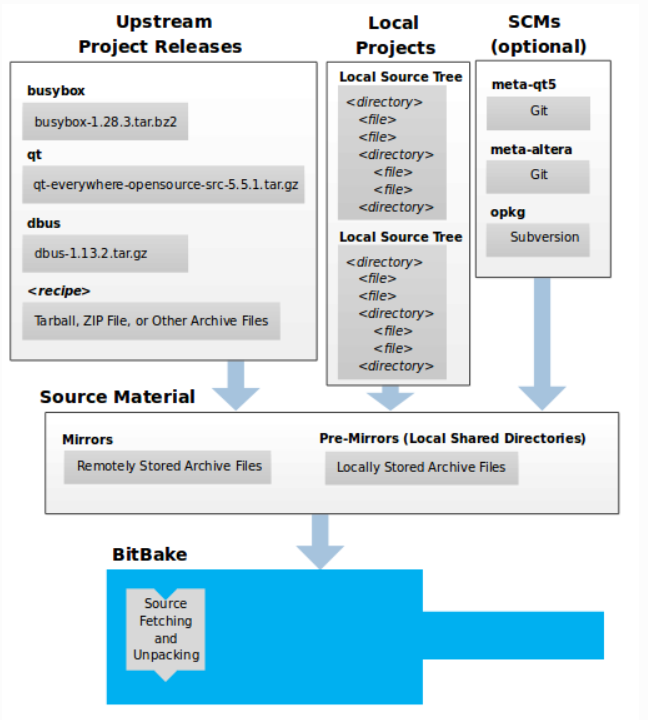 Upstream
Project Releases
busybox
busybox-1.28.3.tar.bz2
qt
qt-everywhere-opensource-src-5.5.1.tar.gz
dbus
dbus-1.13.2.tar.gz
<recipe>
Tarball, ZIP File, or Other Archive Files
Local
Projects
Local Source Tree
<directory>
<file>
<file>
<directory>
<file>
<file>
<directory>
Local Source Tree
<directory>
<file>
<file>
<directory>
<file>
<file>
<directory>
SCMs
(optional)
meta-qt5
Git
meta-altera
Git
opkg
Subversion
Source Material
Mirrors
Remotely Stored Archive Files
Pre-Mirrors (Local Shared Directories)
Locally Stored Archive Files
BitBake
Source
Fetching
and
Unpacking